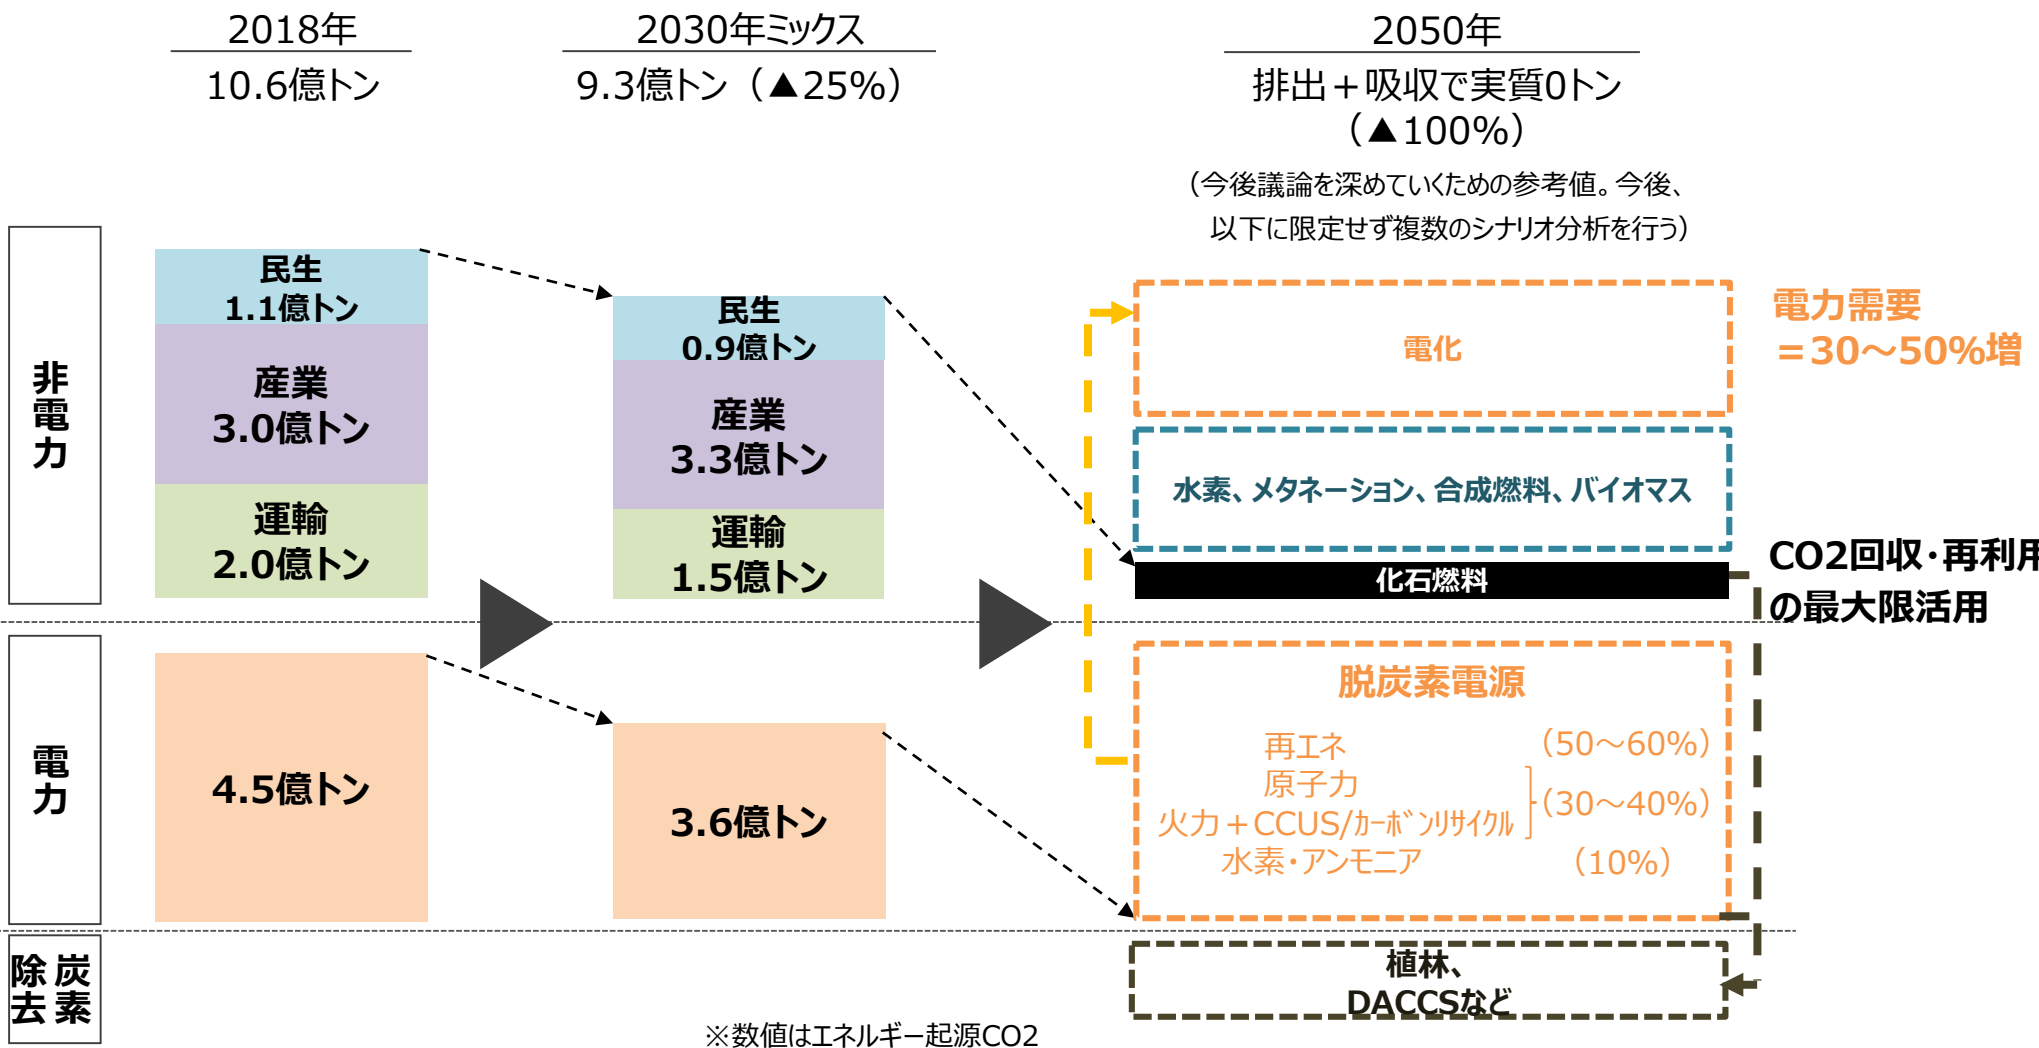 2018年
10.6億トン
2030年ミックス
9.3億トン（▲25%）
2050年
排出＋吸収で実質0トン
（▲100%）
（今後議論を深めていくための参考値。今後、
以下に限定せず複数のシナリオ分析を行う）
非電力
民生
1.1億トン
産業
3.0億トン
運輸
2.0億トン
民生
0.9億トン
産業
3.3億トン
運輸
1.5億トン
電化
電力需要
＝30～50%増
水素、メタネーション、合成燃料、バイオマス
化石燃料
CO2回収・再利用
の最大限活用
電力
4.5億トン
3.6億トン
脱炭素電源
再エネ （50～60%）
原子力
（30～40%）
火力＋CCUS/ｶｰﾎﾞﾝﾘｻｲｸﾙ
水素・アンモニア （10%）
炭素除去
植林、
DACCSなど
※数値はエネルギー起源CO2